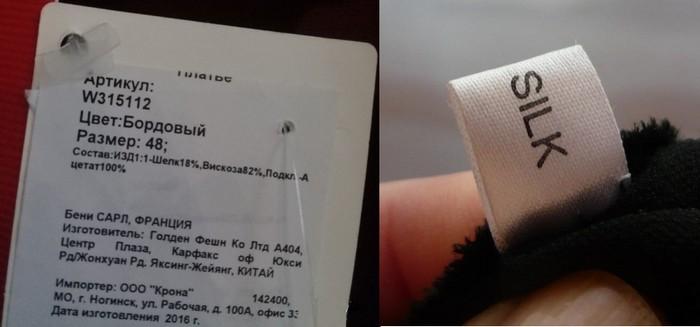 Платье
Артикул:
W315112
Цвет:Бордовый
Размер: 48;
Состав:ИЗД1:1-Шелк18%,Вискоза82%,Подкл-А
цетат100%
Бени САРЛ, ФРАНЦИЯ
Изготовитель: Голден Фешн Ко Лтд А404,
Центр Плаза, Карфакс оф Юкси
Рд/Жонхуан Рд, Яксинг-Жейянг, КИТАЙ
Импортер: ООО "Крона" 142400,
МО, г. Ногинск, ул. Рабочая, д. 100А, офис 33
Дата изготовления 2016 г.
SILK